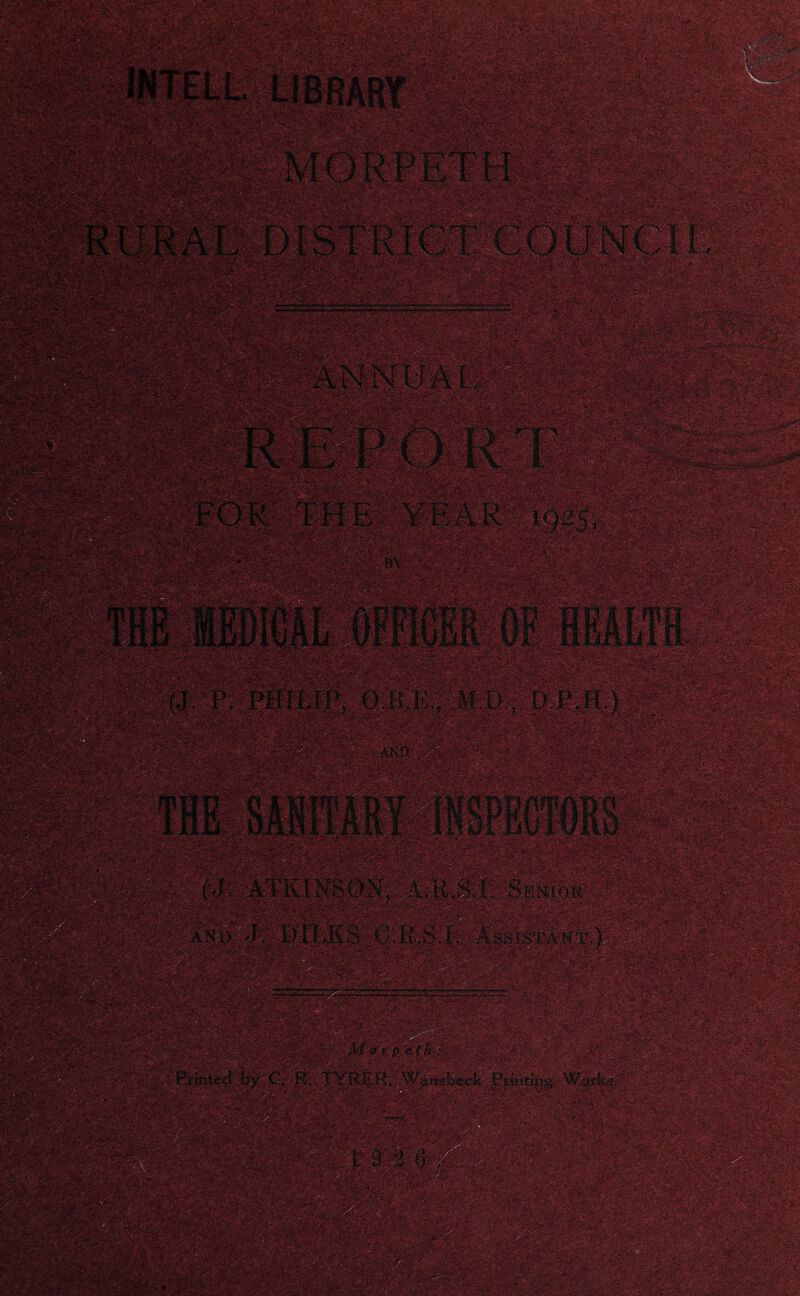 INTELL. LIBRARY
MORPETH
RURAL DISTRICT COUNCIL
ANNUAL
REPORT
FOR THE YEAR 1925,
BY
THE MEDICAL OFFICER OF HEALTH
(J. P. PHILIP, O.B.E., M.D., D.P.H.)
AND
THE SANITARY INSPECTORS
(J. ATKINSON, A.R.S.I. SENIOR
AND J. DILKS C.R.S.I. ASSISTANT.)
Morpeth:
Printed by C. R. TYRER, Wansbeck Printing Works.
1926.